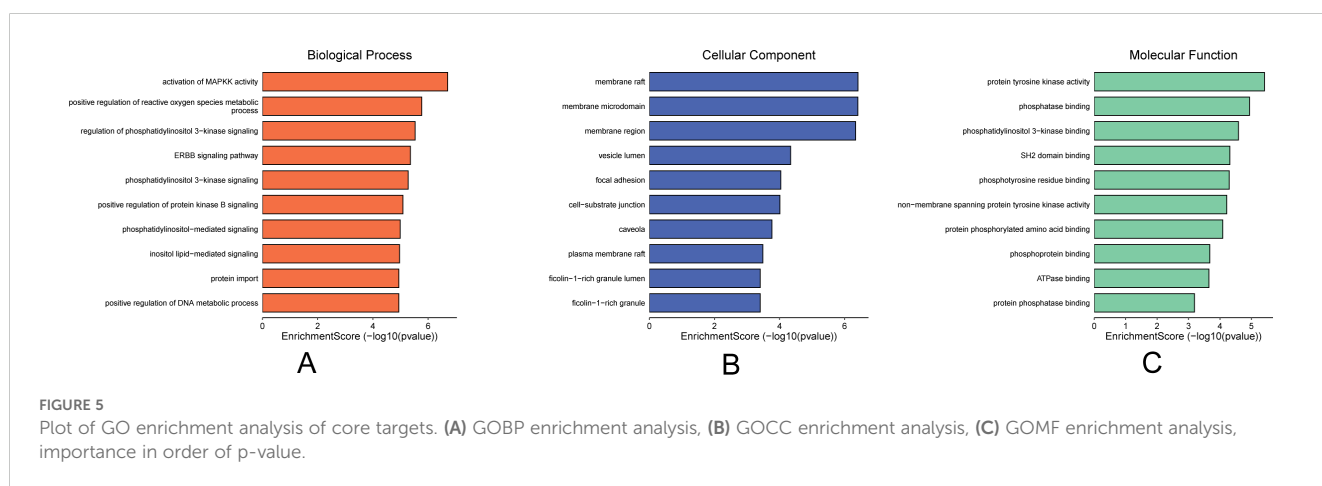 Biological Process
activation of MAPKK activity
positive regulation of reactive oxygen species metabolic
process
regulation of phosphatidylinositol 3−kinase signaling
ERBB signaling pathway
phosphatidylinositol 3−kinase signaling
positive regulation of protein kinase B signaling
phosphatidylinositol−mediated signaling
inositol lipid−mediated signaling
protein import
positive regulation of DNA metabolic process
0 2 4 6
EnrichmentScore (−log10(pvalue))
A
Cellular Component
membrane raft
membrane microdomain
membrane region
vesicle lumen
focal adhesion
cell−substrate junction
caveola
plasma membrane raft
ficolin−1−rich granule lumen
ficolin−1−rich granule
0 2 4 6
EnrichmentScore (−log10(pvalue))
B
Molecular Function
protein tyrosine kinase activity
phosphatase binding
phosphatidylinositol 3−kinase binding
SH2 domain binding
phosphotyrosine residue binding
non−membrane spanning protein tyrosine kinase activity
protein phosphorylated amino acid binding
phosphoprotein binding
ATPase binding
protein phosphatase binding
0 1 2 3 4 5
EnrichmentScore (−log10(pvalue))
C
FIGURE 5
Plot of GO enrichment analysis of core targets. (A) GOBP enrichment analysis, (B) GOCC enrichment analysis, (C) GOMF enrichment analysis,
importance in order of p-value.